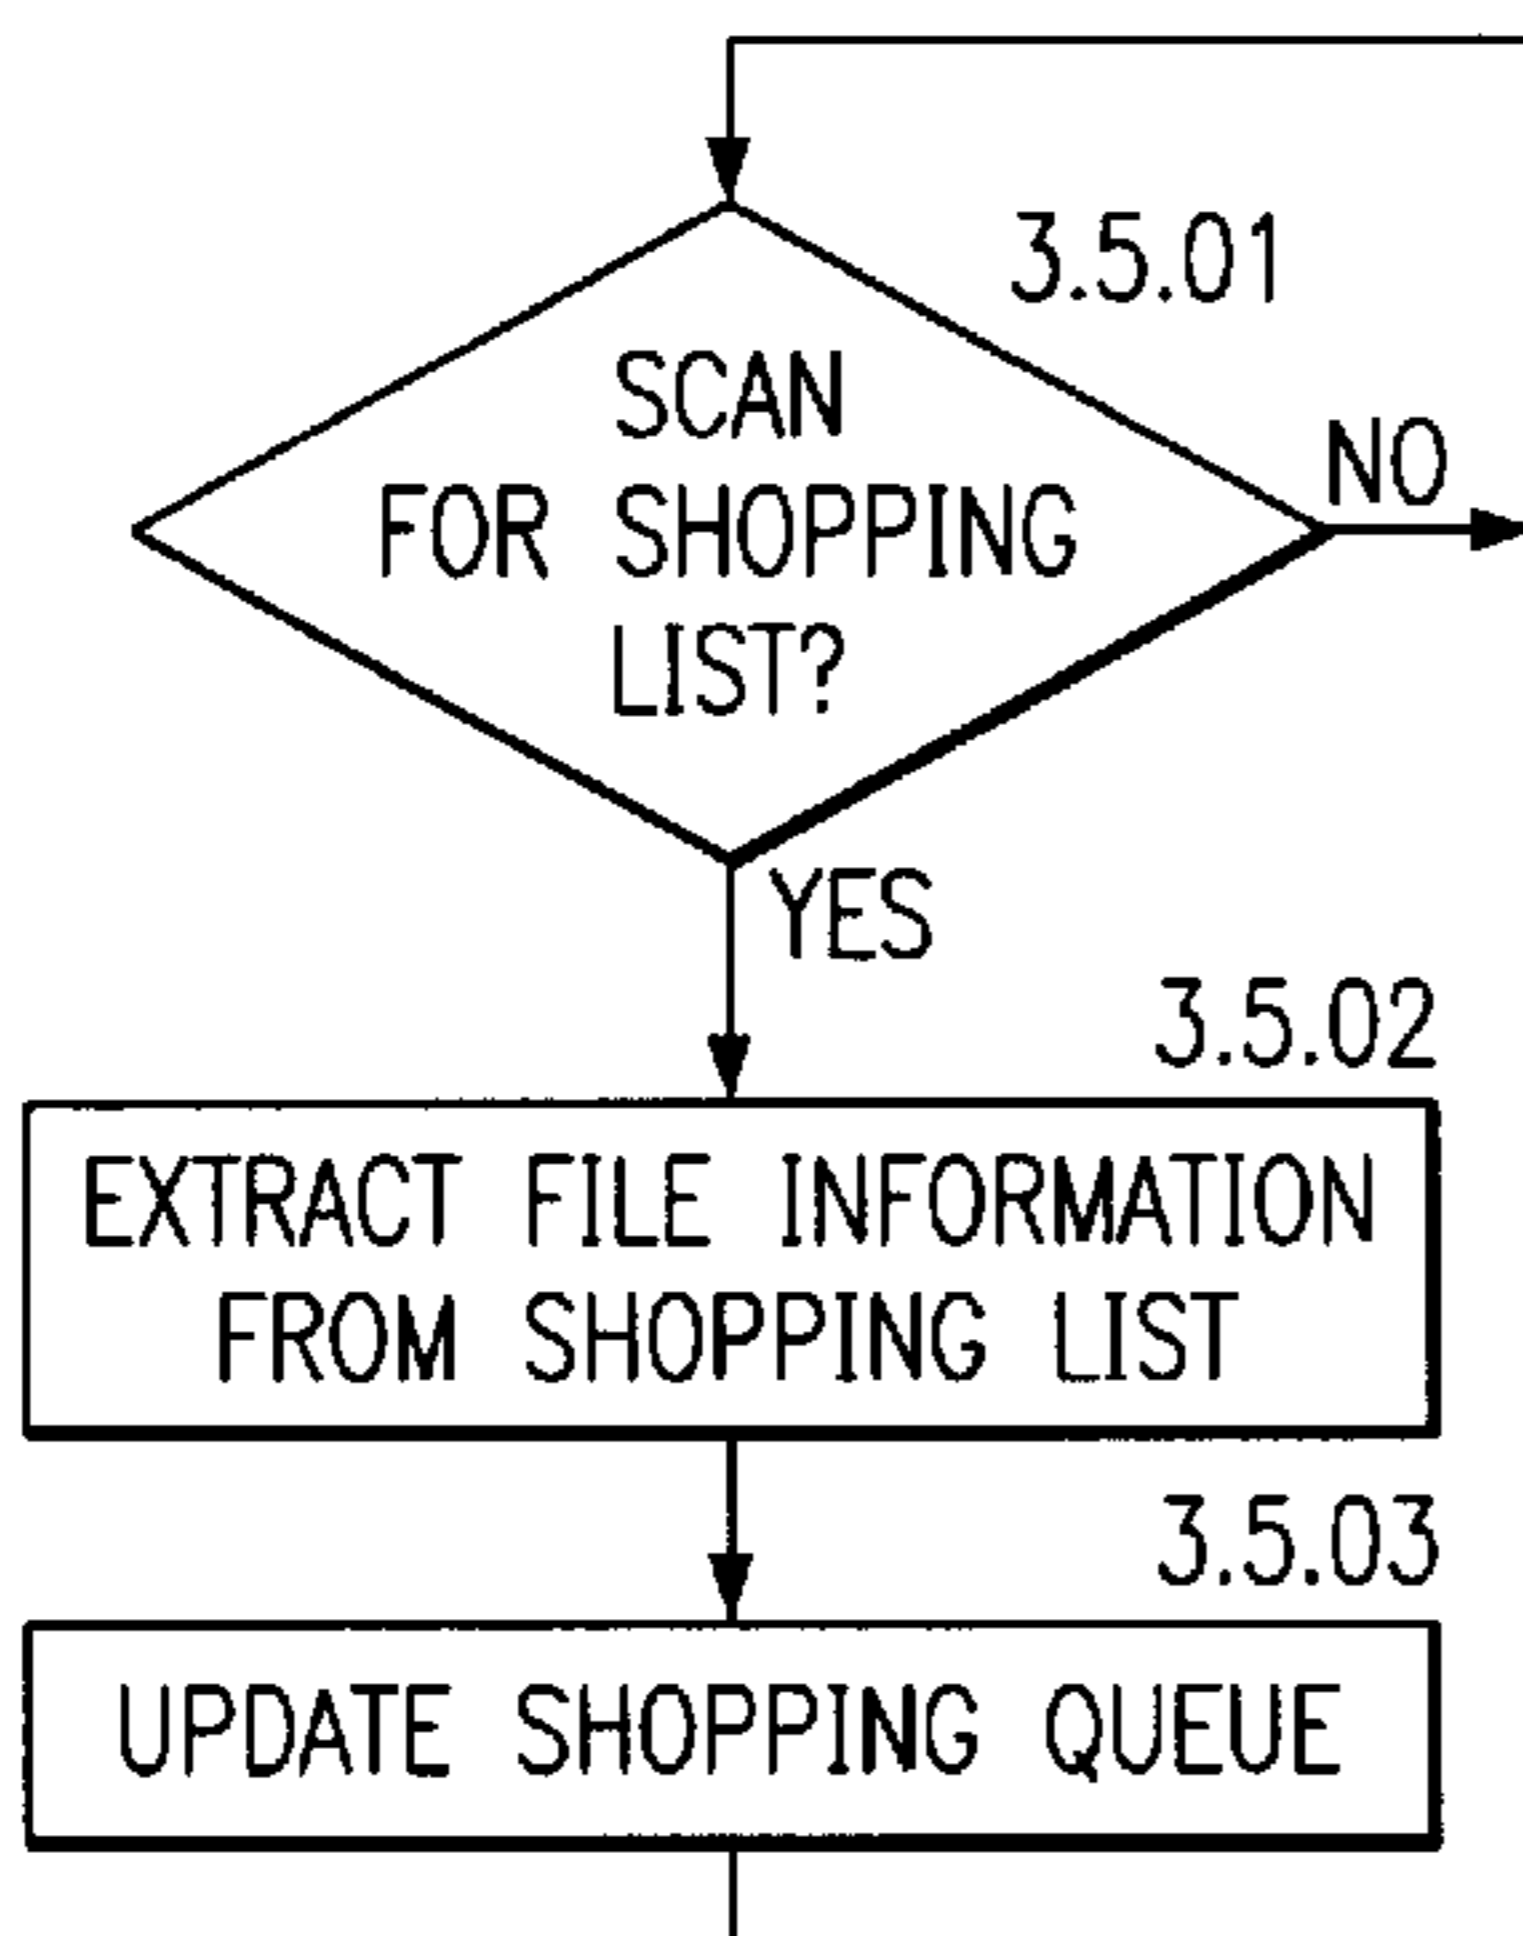 3.5.01
SCAN
FOR SHOPPING
LIST?
NO
YES
3.5.02
EXTRACT FILE INFORMATION
FROM SHOPPING LIST
3.5.03
UPDATE SHOPPING QUEUE